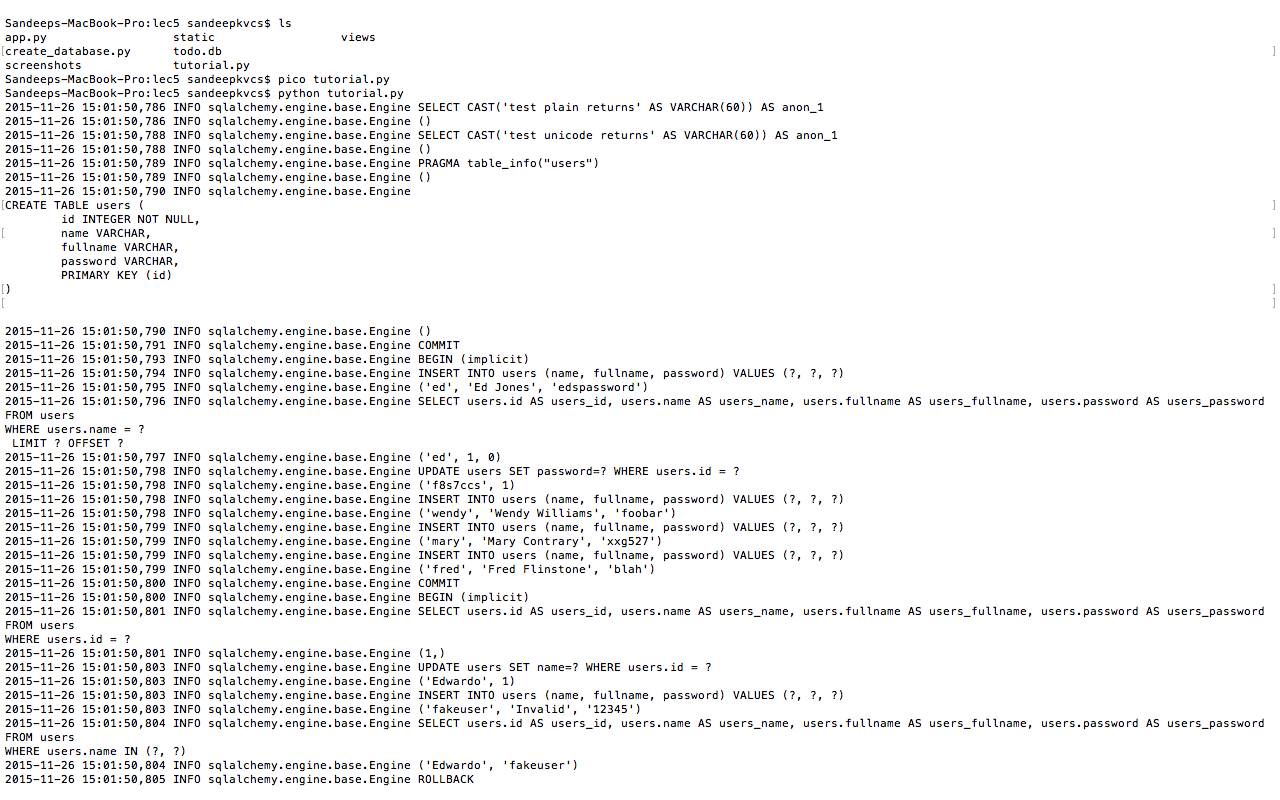 Sandeeps-MacBook-Pro:lec5 sandeepkvcs$ ls
app.py                  static                  views
[create_database.py      todo.db                 ]
screenshots             tutorial.py
Sandeeps-MacBook-Pro:lec5 sandeepkvcs$ pico tutorial.py
Sandeeps-MacBook-Pro:lec5 sandeepkvcs$ python tutorial.py
2015-11-26 15:01:50,786 INFO sqlalchemy.engine.base.Engine SELECT CAST('test plain returns' AS VARCHAR(60)) AS anon_1
2015-11-26 15:01:50,786 INFO sqlalchemy.engine.base.Engine ()
2015-11-26 15:01:50,788 INFO sqlalchemy.engine.base.Engine SELECT CAST('test unicode returns' AS VARCHAR(60)) AS anon_1
2015-11-26 15:01:50,788 INFO sqlalchemy.engine.base.Engine ()
2015-11-26 15:01:50,789 INFO sqlalchemy.engine.base.Engine PRAGMA table_info("users")
2015-11-26 15:01:50,789 INFO sqlalchemy.engine.base.Engine ()
2015-11-26 15:01:50,790 INFO sqlalchemy.engine.base.Engine
[CREATE TABLE users ( ]
        id INTEGER NOT NULL,
[       name VARCHAR, ]
        fullname VARCHAR,
        password VARCHAR,
        PRIMARY KEY (id)
[) ]
[ ]
2015-11-26 15:01:50,790 INFO sqlalchemy.engine.base.Engine ()
2015-11-26 15:01:50,791 INFO sqlalchemy.engine.base.Engine COMMIT
2015-11-26 15:01:50,793 INFO sqlalchemy.engine.base.Engine BEGIN (implicit)
2015-11-26 15:01:50,794 INFO sqlalchemy.engine.base.Engine INSERT INTO users (name, fullname, password) VALUES (?, ?, ?)
2015-11-26 15:01:50,795 INFO sqlalchemy.engine.base.Engine ('ed', 'Ed Jones', 'edspassword')
2015-11-26 15:01:50,796 INFO sqlalchemy.engine.base.Engine SELECT users.id AS users_id, users.name AS users_name, users.fullname AS users_fullname, users.password AS users_password
FROM users
WHERE users.name = ?
 LIMIT ? OFFSET ?
2015-11-26 15:01:50,797 INFO sqlalchemy.engine.base.Engine ('ed', 1, 0)
2015-11-26 15:01:50,798 INFO sqlalchemy.engine.base.Engine UPDATE users SET password=? WHERE users.id = ?
2015-11-26 15:01:50,798 INFO sqlalchemy.engine.base.Engine ('f8s7ccs', 1)
2015-11-26 15:01:50,798 INFO sqlalchemy.engine.base.Engine INSERT INTO users (name, fullname, password) VALUES (?, ?, ?)
2015-11-26 15:01:50,798 INFO sqlalchemy.engine.base.Engine ('wendy', 'Wendy Williams', 'foobar')
2015-11-26 15:01:50,799 INFO sqlalchemy.engine.base.Engine INSERT INTO users (name, fullname, password) VALUES (?, ?, ?)
2015-11-26 15:01:50,799 INFO sqlalchemy.engine.base.Engine ('mary', 'Mary Contrary', 'xxg527')
2015-11-26 15:01:50,799 INFO sqlalchemy.engine.base.Engine INSERT INTO users (name, fullname, password) VALUES (?, ?, ?)
2015-11-26 15:01:50,799 INFO sqlalchemy.engine.base.Engine ('fred', 'Fred Flinstone', 'blah')
2015-11-26 15:01:50,800 INFO sqlalchemy.engine.base.Engine COMMIT
2015-11-26 15:01:50,800 INFO sqlalchemy.engine.base.Engine BEGIN (implicit)
2015-11-26 15:01:50,801 INFO sqlalchemy.engine.base.Engine SELECT users.id AS users_id, users.name AS users_name, users.fullname AS users_fullname, users.password AS users_password
FROM users
WHERE users.id = ?
2015-11-26 15:01:50,801 INFO sqlalchemy.engine.base.Engine (1,)
2015-11-26 15:01:50,803 INFO sqlalchemy.engine.base.Engine UPDATE users SET name=? WHERE users.id = ?
2015-11-26 15:01:50,803 INFO sqlalchemy.engine.base.Engine ('Edwardo', 1)
2015-11-26 15:01:50,803 INFO sqlalchemy.engine.base.Engine INSERT INTO users (name, fullname, password) VALUES (?, ?, ?)
2015-11-26 15:01:50,803 INFO sqlalchemy.engine.base.Engine ('fakeuser', 'Invalid', '12345')
2015-11-26 15:01:50,804 INFO sqlalchemy.engine.base.Engine SELECT users.id AS users_id, users.name AS users_name, users.fullname AS users_fullname, users.password AS users_password
FROM users
WHERE users.name IN (?, ?)
2015-11-26 15:01:50,804 INFO sqlalchemy.engine.base.Engine ('Edwardo', 'fakeuser')
2015-11-26 15:01:50,805 INFO sqlalchemy.engine.base.Engine ROLLBACK